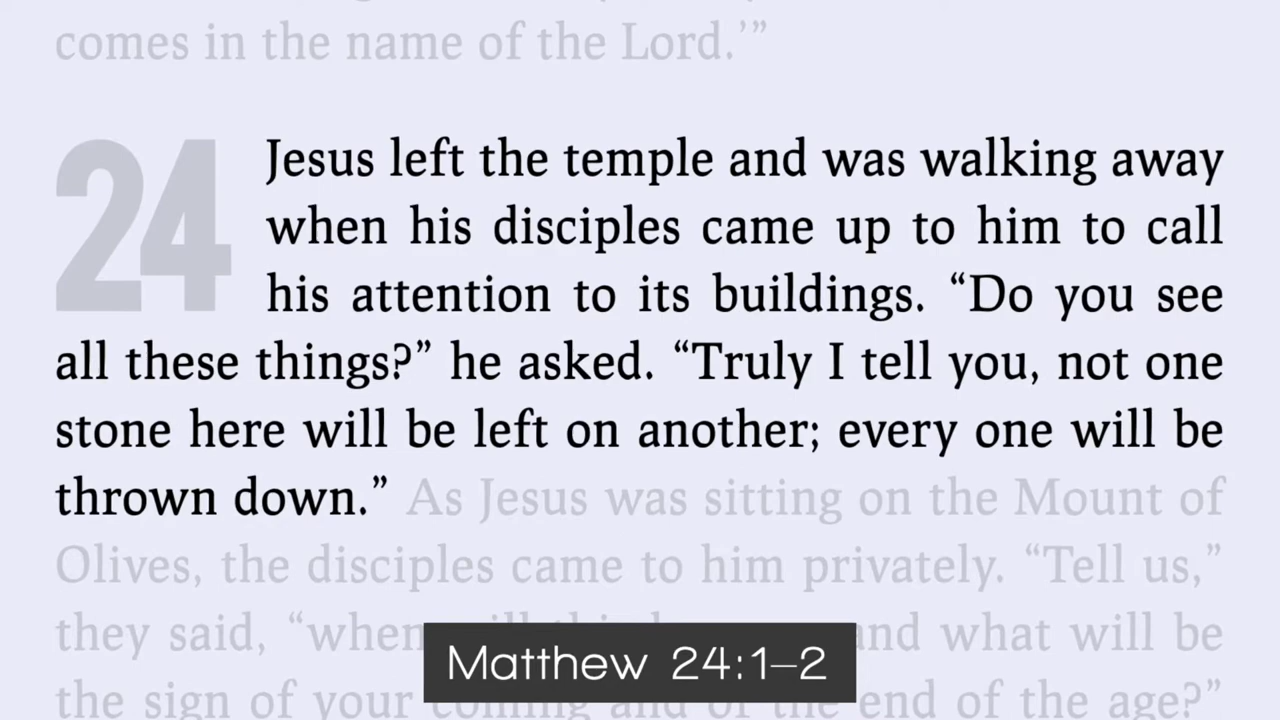 comes in the name of the Lord.’”
24
Jesus left the temple and was walking away
when his disciples came up to him to call
his attention to its buildings. “Do you see
all these things?” he asked. “Truly I tell you, not one
stone here will be left on another; every one will be
thrown down.” As Jesus was sitting on the Mount of
Olives, the disciples came to him privately. “Tell us,”
they said, “when will this and what will be
the sign of your coming and of the end of the age?”
Matthew 24:1–2